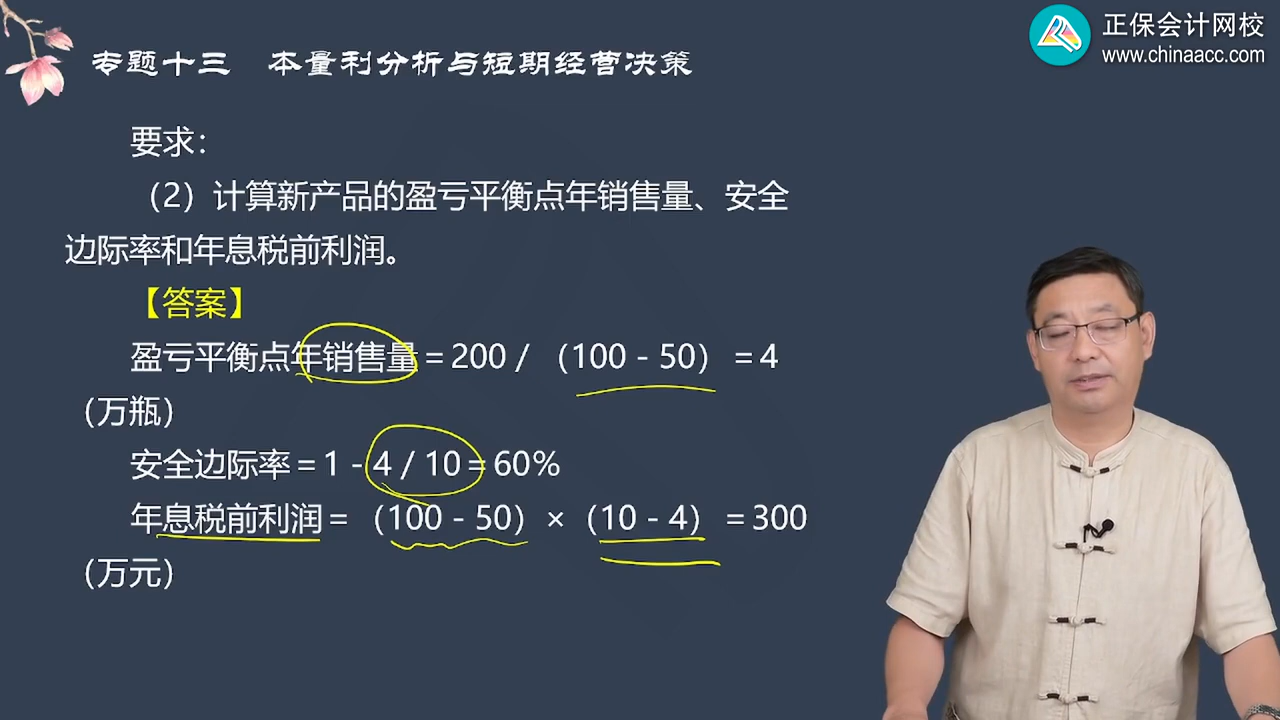 正保会计网校
www.chinaacc.com
专题十三 本量利分析与短期经营决策
要求：
（2）计算新产品的盈亏平衡点年销售量、安全
边际率和年息税前利润。
【答案】
盈亏平衡点年销售量＝200 / （100－50）＝4
（万瓶）
安全边际率＝1－4 / 10＝60%
年息税前利润＝（100－50）×（10－4）＝300
（万元）